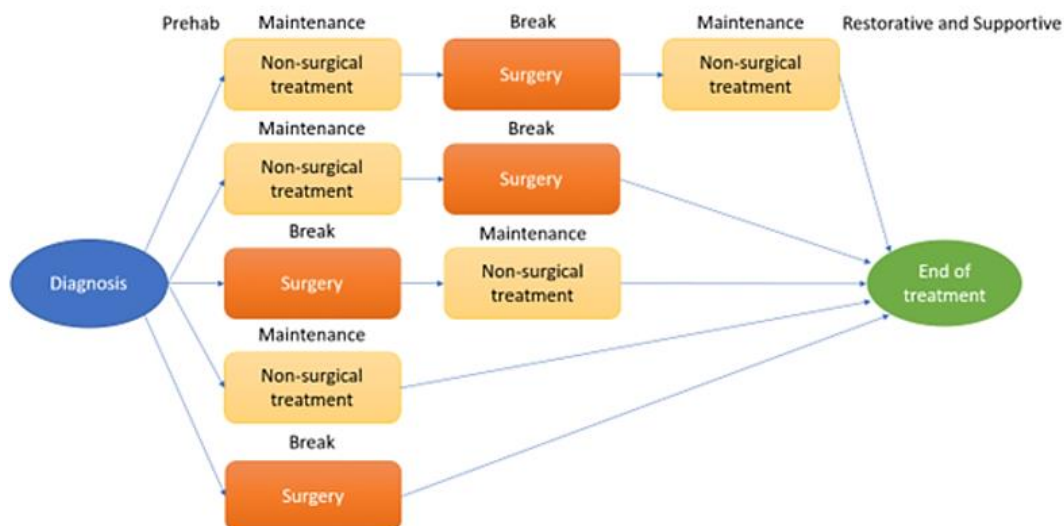 Prehab
Maintenance
Break
Maintenance
Restorative and Supportive
Non-surgical
treatment
Surgery
Non-surgical
treatment
Maintenance
Break
Non-surgical
treatment
Surgery
Break
Maintenance
Diagnosis
Surgery
Non-surgical
treatment
End of
treatment
Maintenance
Non-surgical
treatment
Break
Surgery